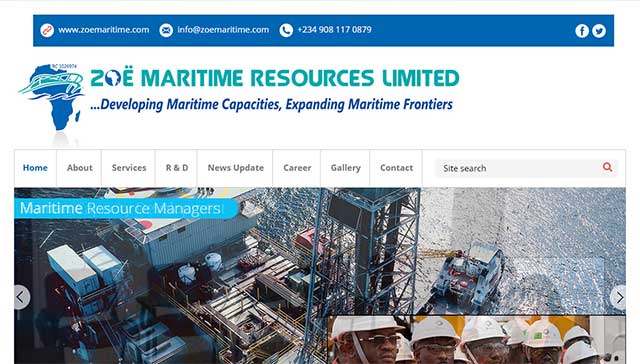 www.zoemaritime.com info@zoemaritime.com +234 908 117 0879
RC 1026974
ZOË MARITIME RESOURCES LIMITED
...Developing Maritime Capacities, Expanding Maritime Frontiers
Home About Services R & D News Update Career Gallery Contact Site search
Maritime Resource Managers